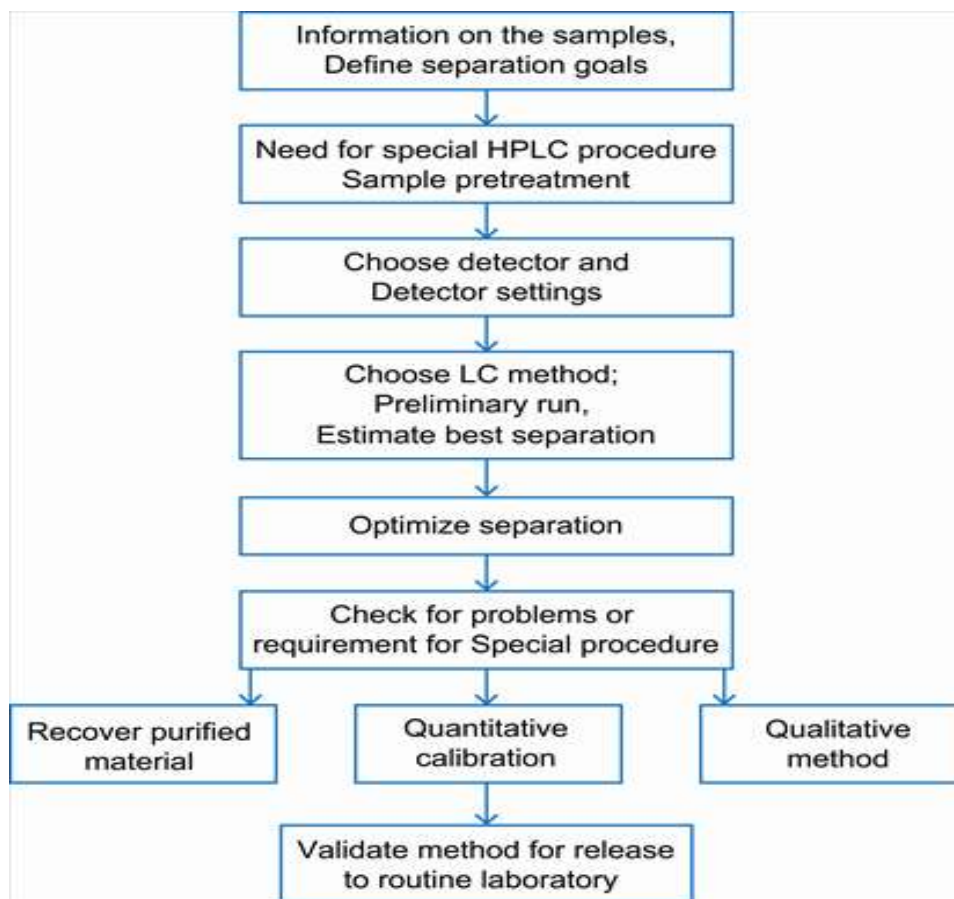 Information on the samples,
Define separation goals
Need for special HPLC procedure
Sample pretreatment
Choose detector and
Detector settings
Choose LC method;
Preliminary run,
Estimate best separation
Optimize separation
Check for problems or
requirement for Special procedure
Recover purified
material
Quantitative
calibration
Qualitative
method
Validate method for release
to routine laboratory